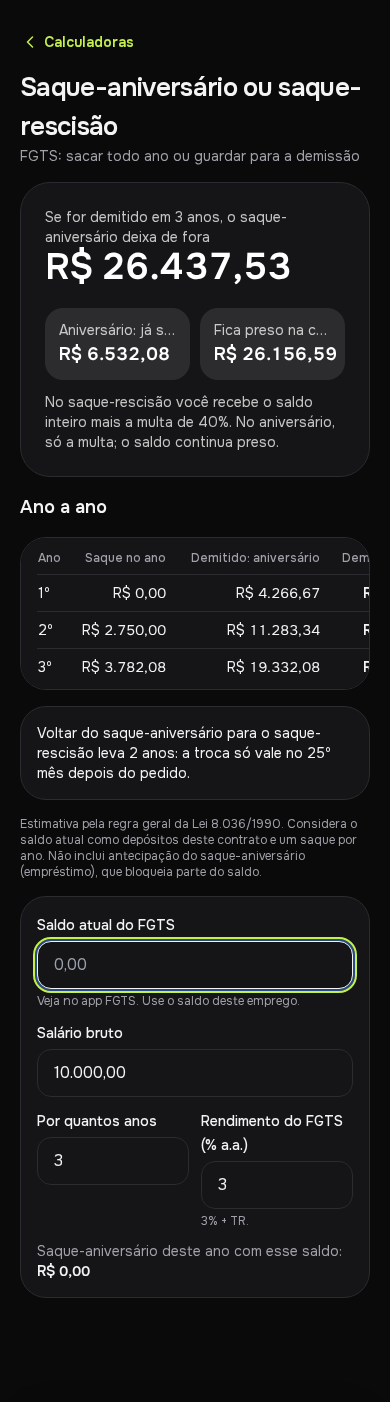 Calculadoras
Saque-aniversário ou saque-
rescisão
FGTS: sacar todo ano ou guardar para a demissão
Se for demitido em 3 anos, o saque-
aniversário deixa de fora
R$ 26.437,53
Aniversário: já s...
R$ 6.532,08
Fica preso na c...
R$ 26.156,59
No saque-rescisão você recebe o saldo
inteiro mais a multa de 40%. No aniversário,
só a multa; o saldo continua preso.
Ano a ano
Ano Saque no ano Demitido: aniversário Dem
1º R$ 0,00 R$ 4.266,67 R
2º R$ 2.750,00 R$ 11.283,34 R
3º R$ 3.782,08 R$ 19.332,08 R
Voltar do saque-aniversário para o saque-
rescisão leva 2 anos: a troca só vale no 25º
mês depois do pedido.
Estimativa pela regra geral da Lei 8.036/1990. Considera o
saldo atual como depósitos deste contrato e um saque por
ano. Não inclui antecipação do saque-aniversário
(empréstimo), que bloqueia parte do saldo.
Saldo atual do FGTS
0,00
Veja no app FGTS. Use o saldo deste emprego.
Salário bruto
10.000,00
Por quantos anos
3
Rendimento do FGTS
(% a.a.)
3
3% + TR.
Saque-aniversário deste ano com esse saldo:
R$ 0,00